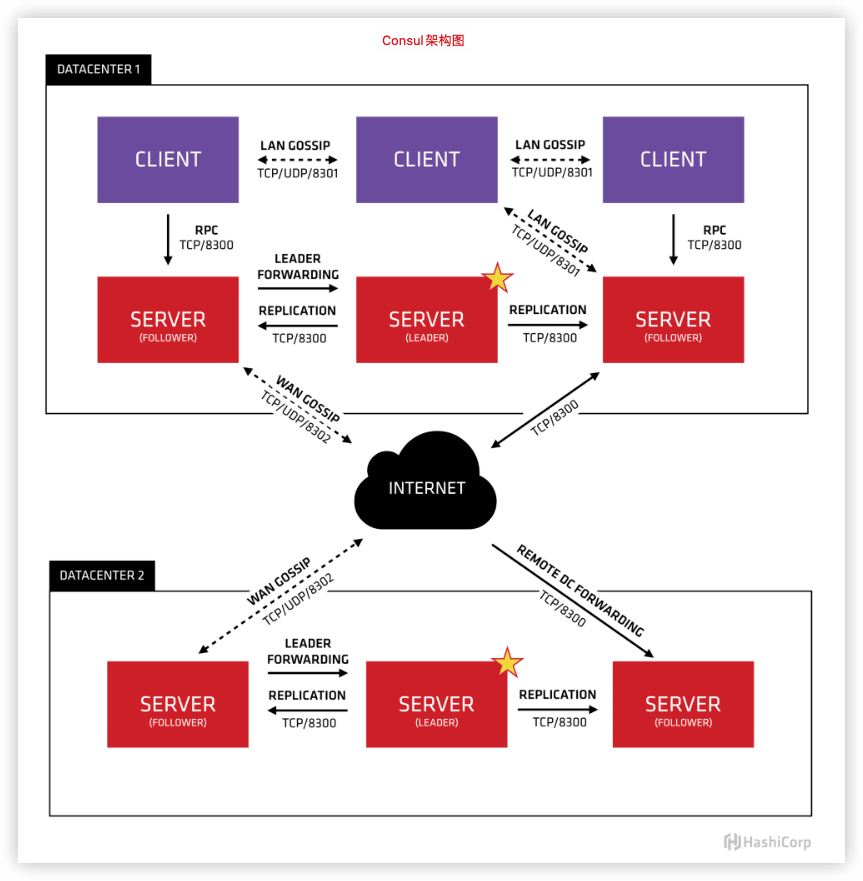 Consul架构图
DATACENTER 1
CLIENT
LAN GOSSIP
TCP/UDP/8301
CLIENT
LAN GOSSIP
TCP/UDP/8301
CLIENT
RPC
TCP/8300
LAN GOSSIP
TCP/UDP/8301
RPC
TCP/8300
SERVER
(FOLLOWER)
LEADER
FORWARDING
REPLICATION
TCP/8300
SERVER
(LEADER)
REPLICATION
TCP/8300
SERVER
(FOLLOWER)
WAN GOSSIP
TCP/UDP/8302
TCP/8300
INTERNET
DATACENTER 2
WAN GOSSIP
TCP/UDP/8302
REMOTE DC FORWARDING
TCP/8300
SERVER
(FOLLOWER)
LEADER
FORWARDING
REPLICATION
TCP/8300
SERVER
(LEADER)
REPLICATION
TCP/8300
SERVER
(FOLLOWER)
HashiCorp